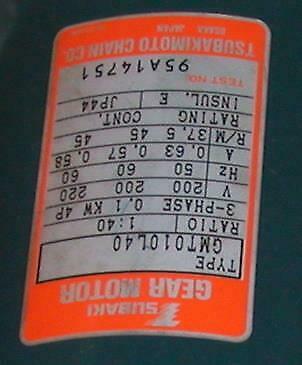 TSUBAKI
GEAR MOTOR
TYPE
GMTO10L40
RATIO 1:40
3-PHASE 0.1 KW 4P
V 200 200 220
Hz 50 60 60
A 0.63 0.57 0.58
R/M 37.5 45 45
RATING CONT.
INSUL. E JP44
TEST NO. 95A14751
TSUBAKIMOTO CHAIN CO.
OSAKA JAPAN